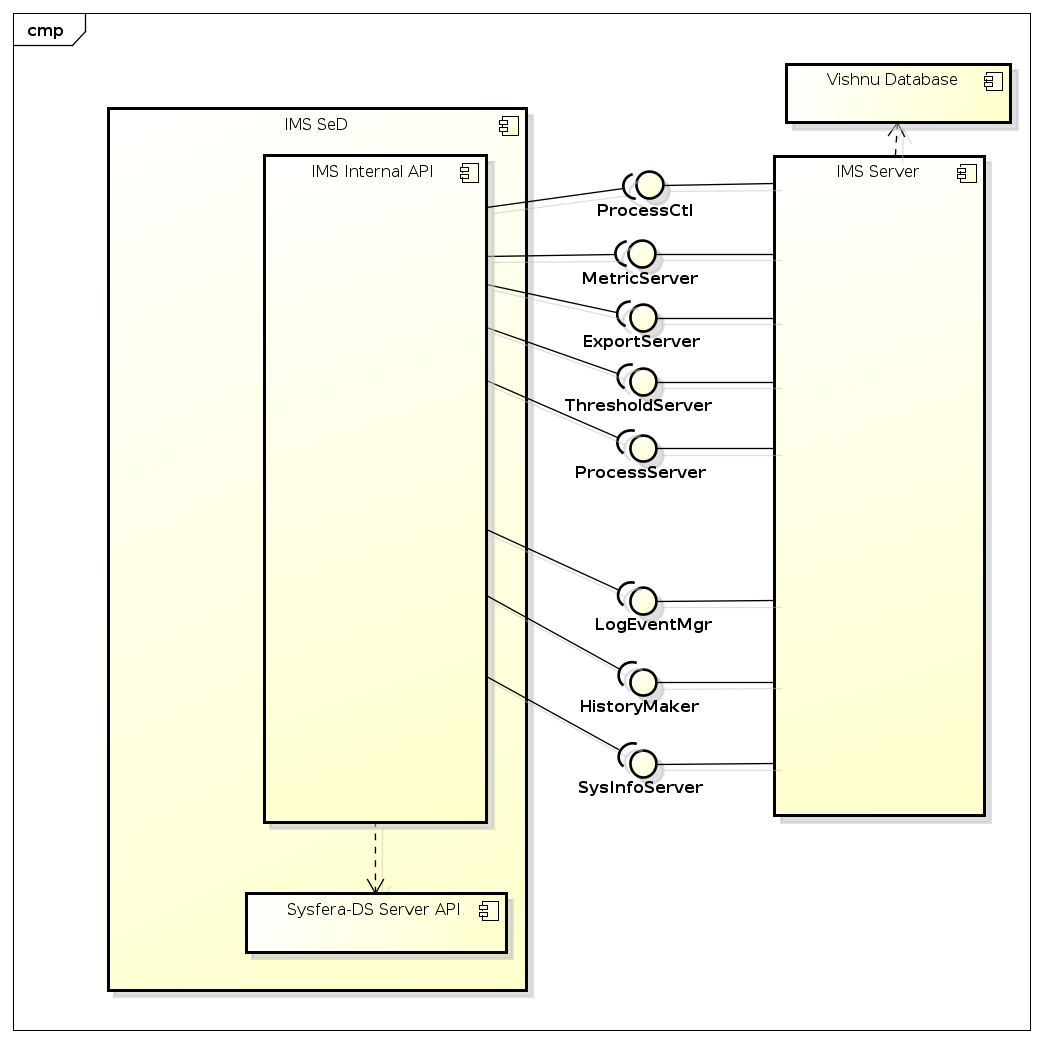 cmp
Vishnu Database
IMS SeD
IMS Internal API
IMS Server
ProcessCtl
MetricServer
ExportServer
ThresholdServer
ProcessServer
LogEventMgr
HistoryMaker
SysInfoServer
Sysfera-DS Server API